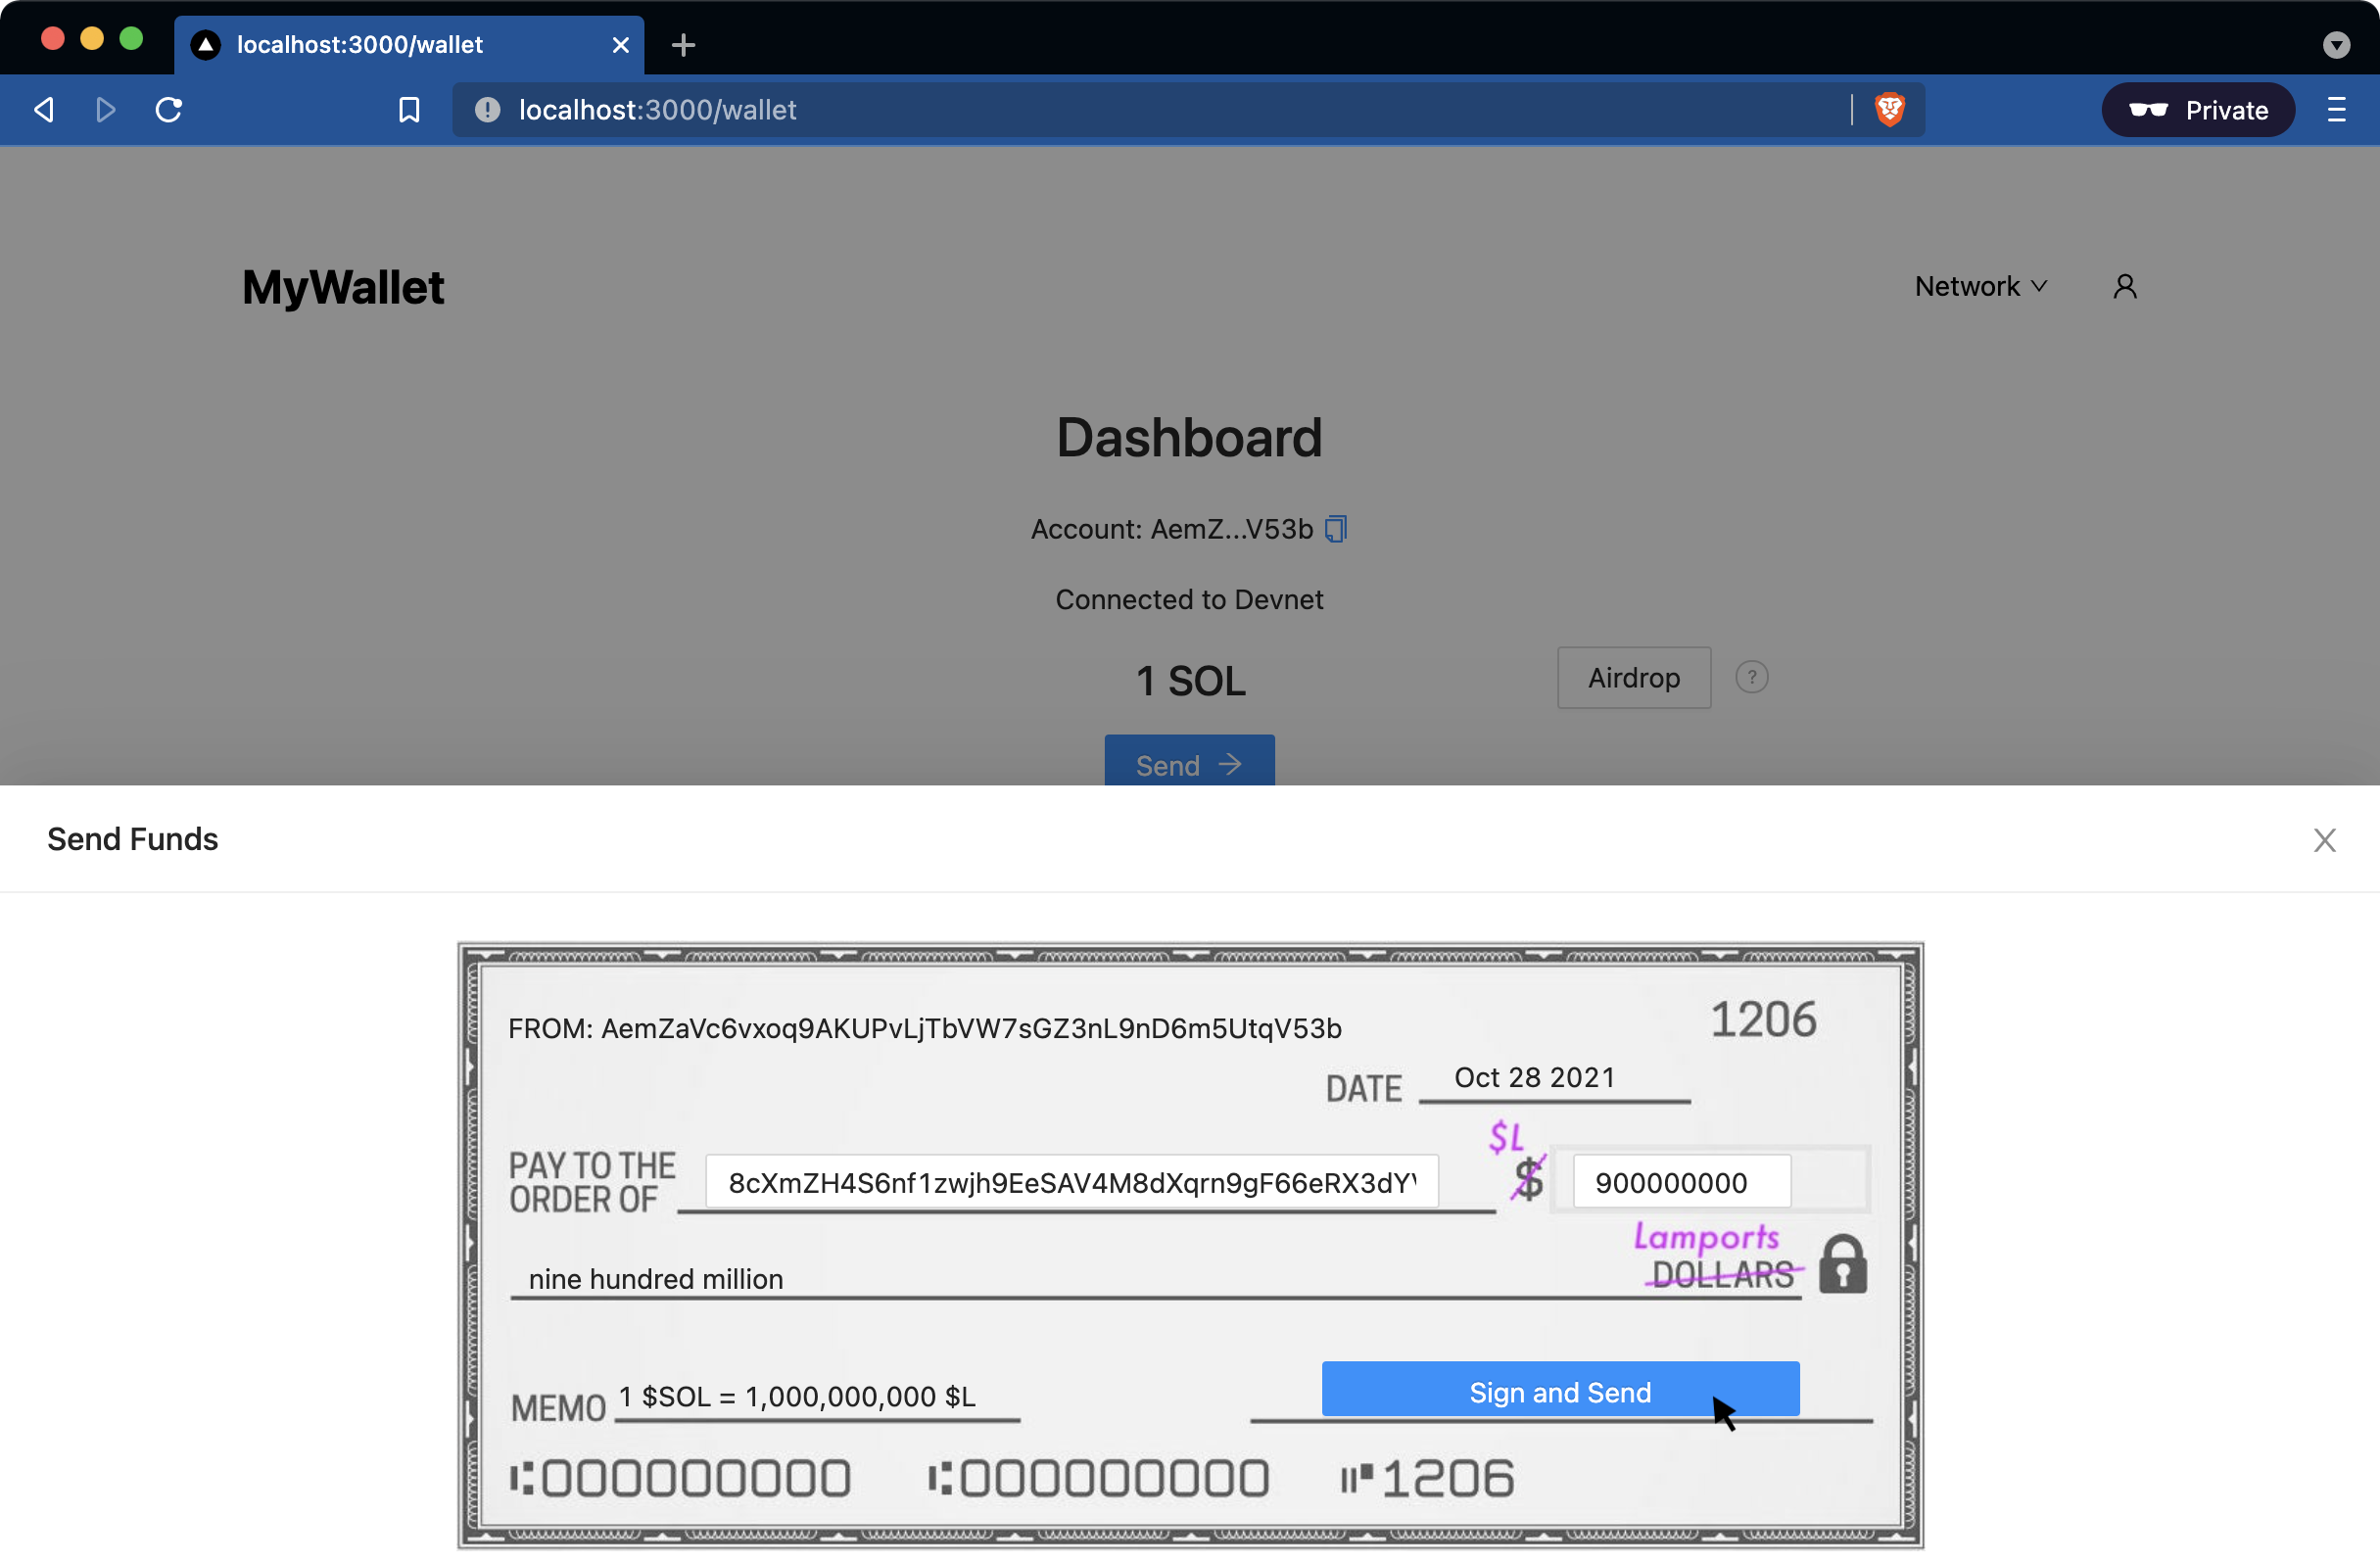 localhost:3000/wallet
localhost:3000/wallet
Private
MyWallet
Network
Dashboard
Account: AemZ...V53b
Connected to Devnet
1 SOL
Airdrop
?
Send →
Send Funds
FROM: AemZaVc6vxoq9AKUPvLjTbVW7sGZ3nL9nD6m5UtqV53b
1206
DATE Oct 28 2021
$L
PAY TO THE
ORDER OF 8cXmZH4S6nf1zwjh9EeSAV4M8dXqrn9gF66eRX3dY
$ 900000000
Lamports
nine hundred million
DOLLARS
MEMO 1 $SOL = 1,000,000,000 $L
Sign and Send
⑆000000000 ⑆000000000 ⑈1206